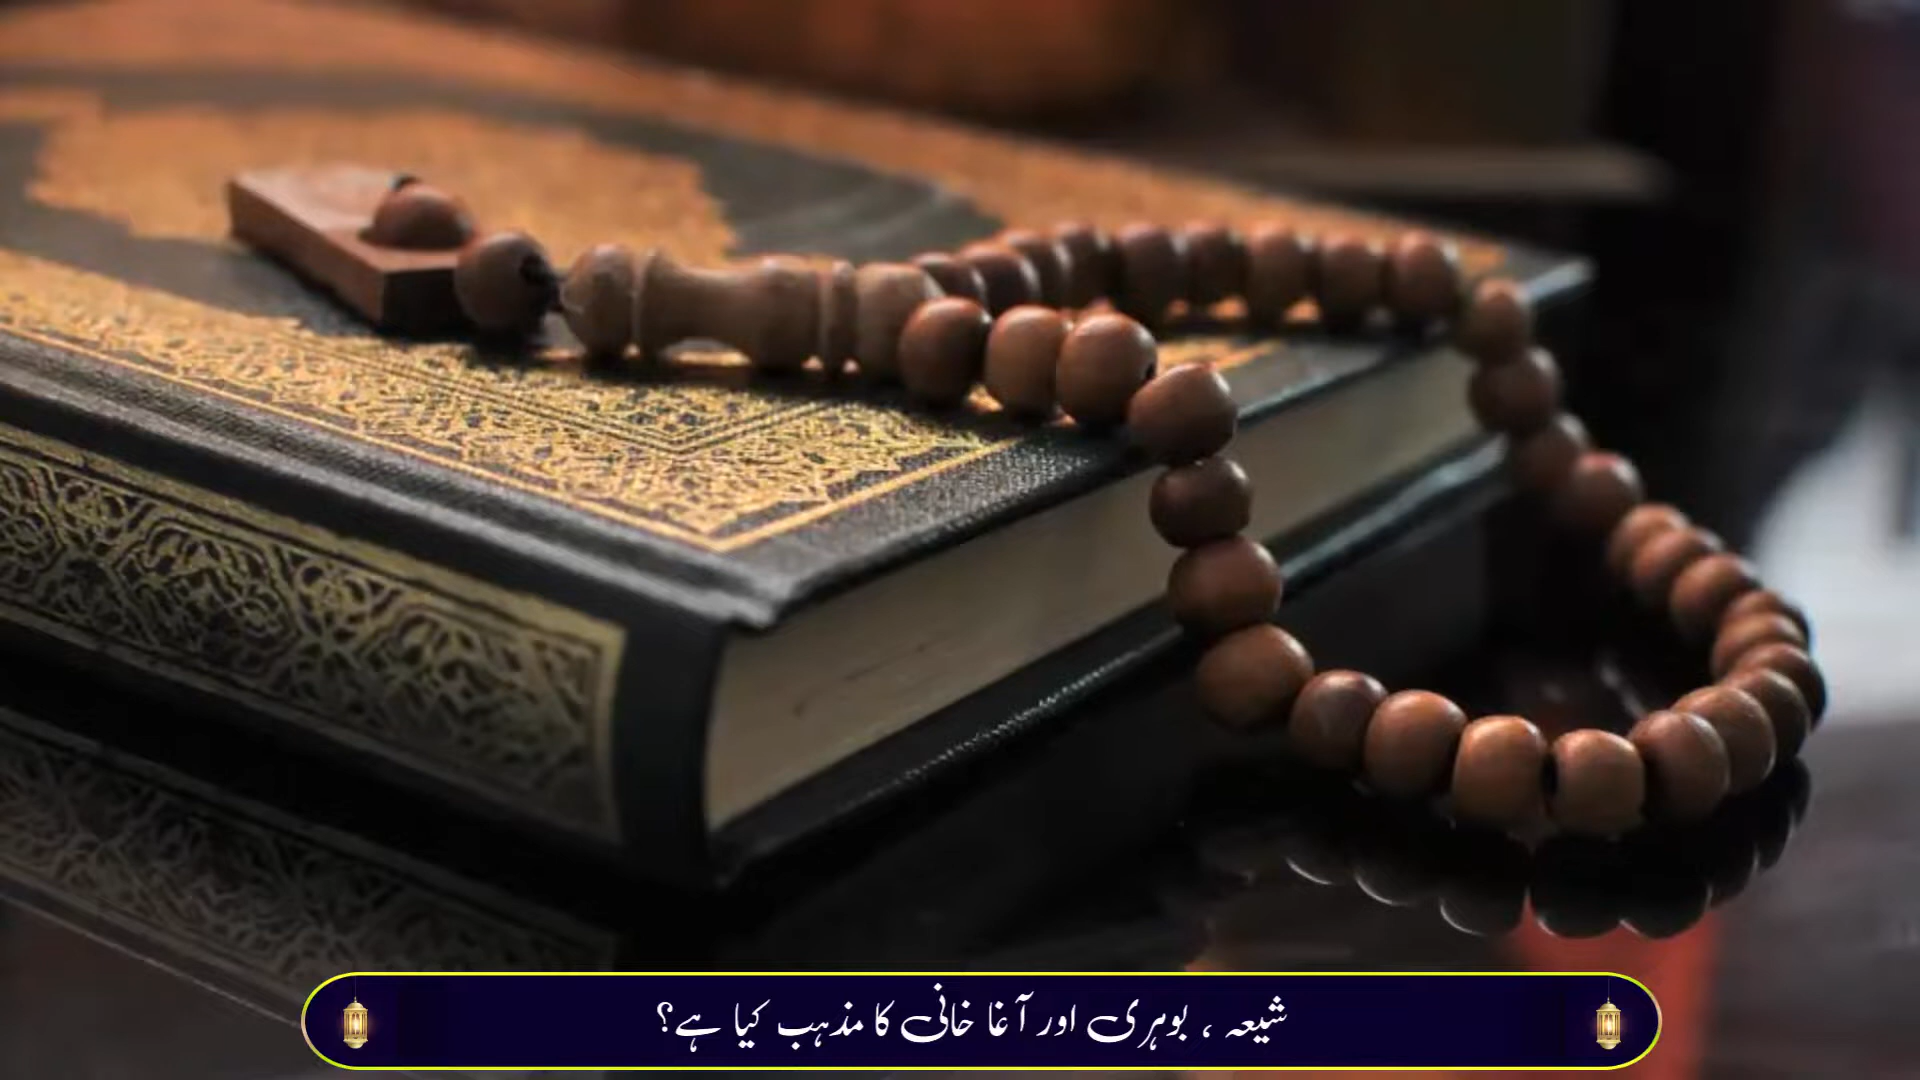 شیعہ ، بوہری اور آغا خانی کا مذہب کیا ہے؟